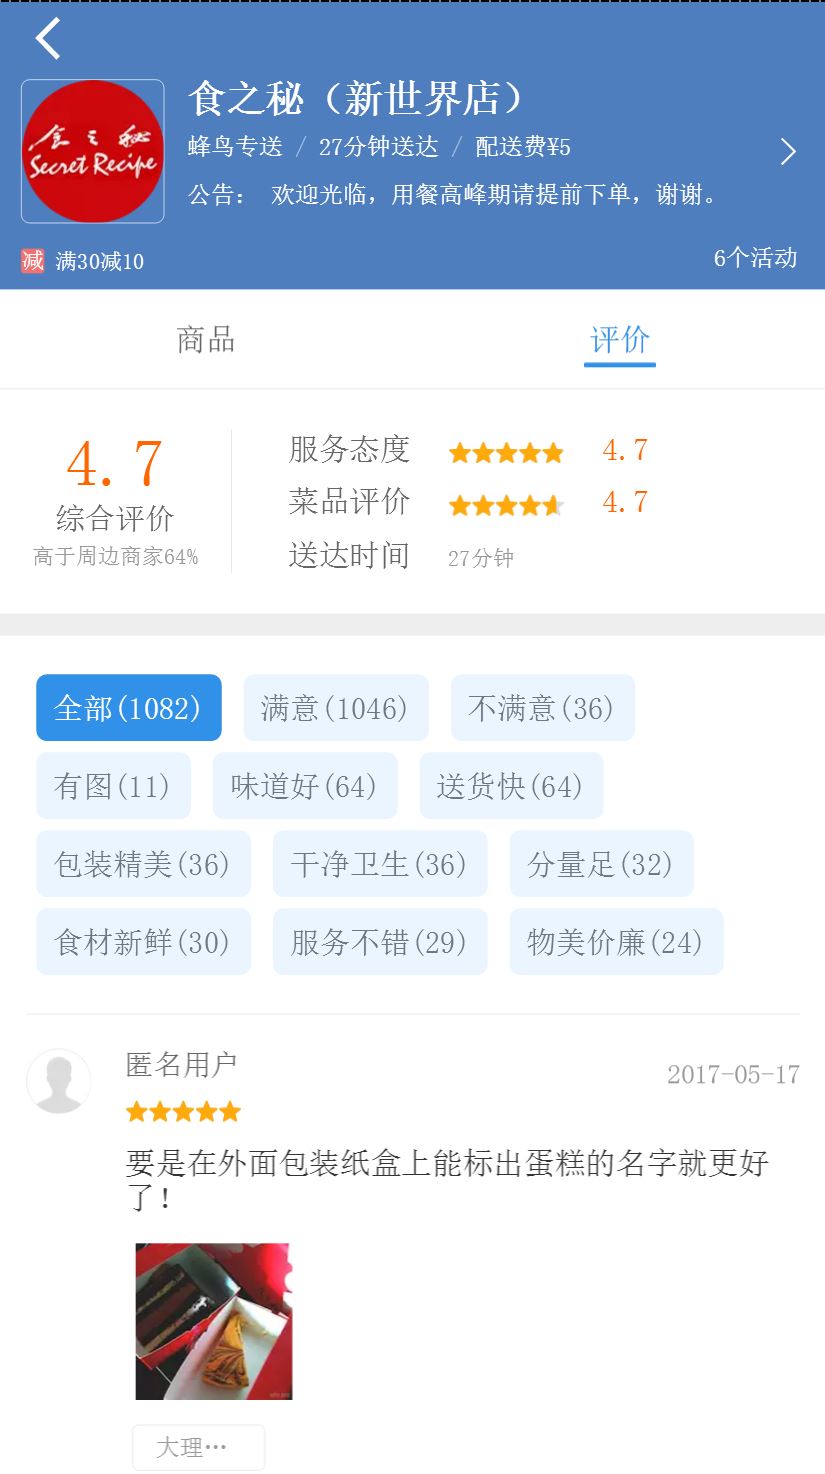 食之秘（新世界店）
食之秘
Secret Recipe
蜂鸟专送 / 27分钟送达 / 配送费¥5
公告： 欢迎光临，用餐高峰期请提前下单，谢谢。
减 满30减10
6个活动
商品
评价
4.7
综合评价
高于周边商家64%
服务态度 4.7
菜品评价 4.7
送达时间 27分钟
全部(1082) 满意(1046) 不满意(36)
有图(11) 味道好(64) 送货快(64)
包装精美(36) 干净卫生(36) 分量足(32)
食材新鲜(30) 服务不错(29) 物美价廉(24)
匿名用户
2017-05-17
要是在外面包装纸盒上能标出蛋糕的名字就更好
了！
大理…